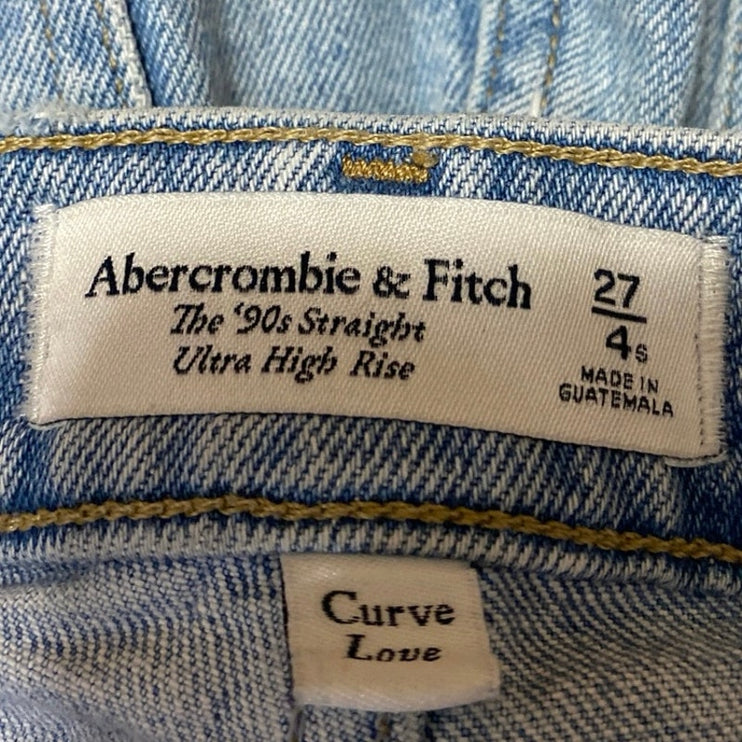 Abercrombie & Fitch
The '90s Straight
Ultra High Rise
27
4s
MADE IN
GUATEMALA
Curve
Love